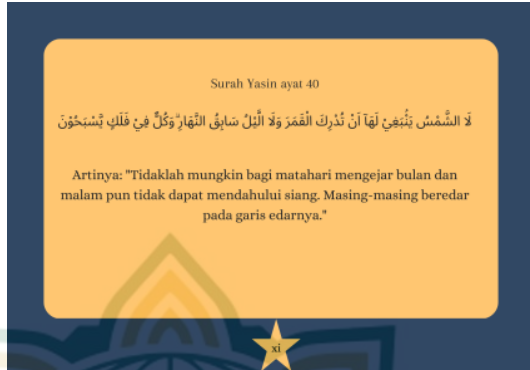 Surah Yasin ayat 40
لَا الشَّمْسُ يَنْۢبَغِيْ لَهَآ اَنْ تُدْرِكَ الْقَمَرَ وَلَا الَّيْلُ سَابِقُ النَّهَارِ ۗوَكُلٌّ فِيْ فَلَكٍ يَّسْبَحُوْنَ
Artinya: "Tidaklah mungkin bagi matahari mengejar bulan dan
malam pun tidak dapat mendahului siang. Masing-masing beredar
pada garis edarnya."
xi